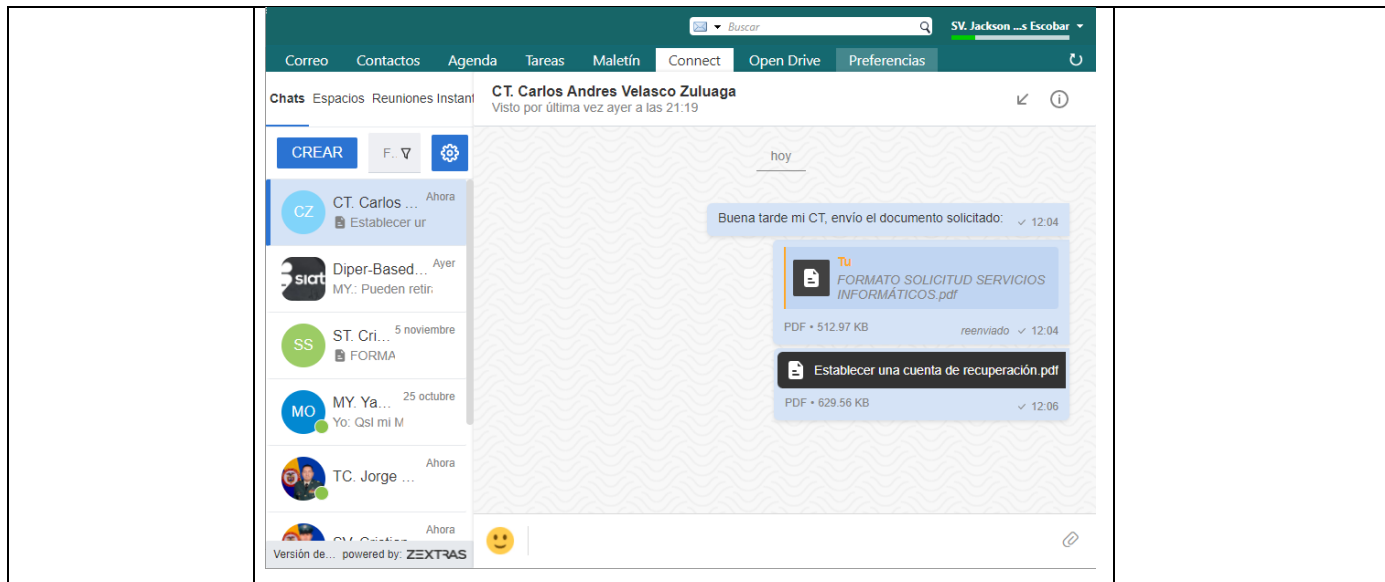 Buscar
SV. Jackson ...s Escobar
Correo Contactos Agenda Tareas Maletín Connect Open Drive Preferencias
Chats Espacios Reuniones Instant
CT. Carlos Andres Velasco Zuluaga
Visto por última vez ayer a las 21:19
CREAR
F..
CZ
CT. Carlos ...
Ahora
Establecer ur
siat
Diper-Based...
Ayer
MY.: Pueden retir
SS
ST. Cri...
5 noviembre
FORMA
MO
MY. Ya...
25 octubre
Yo: Qsl mi M
TC. Jorge ...
Ahora
SV. Cristian
Ahora
Versión de... powered by: ZEXTRAS
hoy
Buena tarde mi CT, envío el documento solicitado: 12:04
Tu
FORMATO SOLICITUD SERVICIOS
INFORMÁTICOS.pdf
PDF • 512.97 KB reenviado 12:04
Establecer una cuenta de recuperación.pdf
PDF • 629.56 KB 12:06